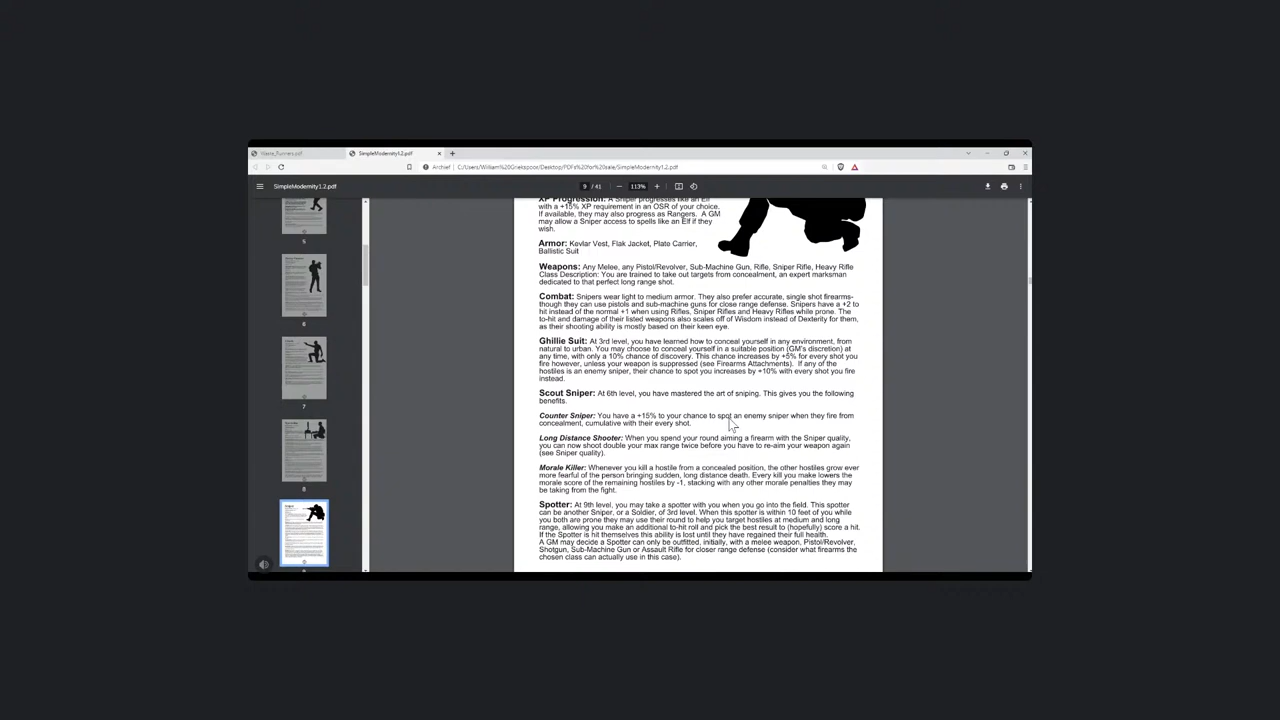 SimpleModernity1.2.pdf
SimpleModernity1.2.pdf
9 / 41
113%
5
6
7
8
XP Progression: A Sniper progresses like an Elf
with a +15% XP requirement in an OSR of your choice.
If available, they may also progress as Rangers. A GM
may allow a Sniper access to spells like an Elf if they
wish.
Armor: Kevlar Vest, Flak Jacket, Plate Carrier,
Ballistic Suit
Weapons: Any Melee, any Pistol/Revolver, Sub-Machine Gun, Rifle, Sniper Rifle, Heavy Rifle
Class Description: You are trained to take out targets from concealment, an expert marksman
dedicated to that perfect long range shot.
Combat: Snipers wear light to medium armor. They also prefer accurate, single shot firearms-
though they can use pistols and sub-machine guns for close range defense. Snipers have a +2 to
hit instead of the normal +1 when using Rifles, Sniper Rifles and Heavy Rifles while prone. The
to-hit and damage of their listed weapons also scales off of Wisdom instead of Dexterity for them,
as their shooting ability is mostly based on their keen eye.
Ghillie Suit: At 3rd level, you have learned how to conceal yourself in any environment, from
natural to urban. You may choose to conceal yourself in a suitable position (GM's discretion) at
any time, with only a 10% chance of discovery. This chance increases by +5% for every shot you
fire however, unless your weapon is suppressed (see Firearms Attachments). If any of the
hostiles is an enemy sniper, their chance to spot you increases by +10% with every shot you fire
instead.
Scout Sniper: At 6th level, you have mastered the art of sniping. This gives you the following
benefits.
Counter Sniper: You have a +15% to your chance to spot an enemy sniper when they fire from
concealment, cumulative with their every shot.
Long Distance Shooter: When you spend your round aiming a firearm with the Sniper quality,
you can now shoot double your max range twice before you have to re-aim your weapon again
(see Sniper quality).
Morale Killer: Whenever you kill a hostile from a concealed position, the other hostiles grow ever
more fearful of the person bringing sudden, long distance death. Every kill you make lowers the
morale score of the remaining hostiles by -1, stacking with any other morale penalties they may
be taking from the fight.
Spotter: At 9th level, you may take a spotter with you when you go into the field. This spotter
can be another Sniper, or a Soldier, of 3rd level. When this spotter is within 10 feet of you while
you both are prone they may use their round to help you target hostiles at medium and long
range, allowing you make an additional to-hit roll and pick the best result to (hopefully) score a hit.
If the Spotter is hit themselves this ability is lost until they have regained their full health.
A GM may decide a Spotter can only be outfitted, initially, with a melee weapon, Pistol/Revolver,
Shotgun, Sub-Machine Gun or Assault Rifle for closer range defense (consider what firearms the
chosen class can actually use in this case).